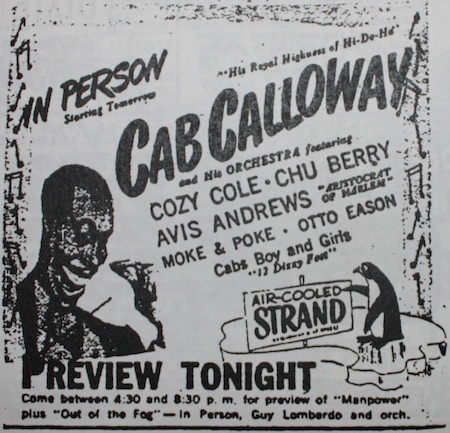 IN PERSON
Starting Tomorrow
"His Royal Highness of Hi-De-Ho"
CAB CALLOWAY
and His ORCHESTRA featuring
COZY COLE · CHU BERRY
AVIS ANDREWS "ARISTOCRAT OF HARLEM"
MOKE & POKE · OTTO EASON
Cabs Boy and Girls
AIR-COOLED
STRAND
PREVIEW TONIGHT
Come between 4:30 and 8:30 p. m. for preview of "Manpower"
plus "Out of the Fog" — in Person, Guy Lombardo and orch.